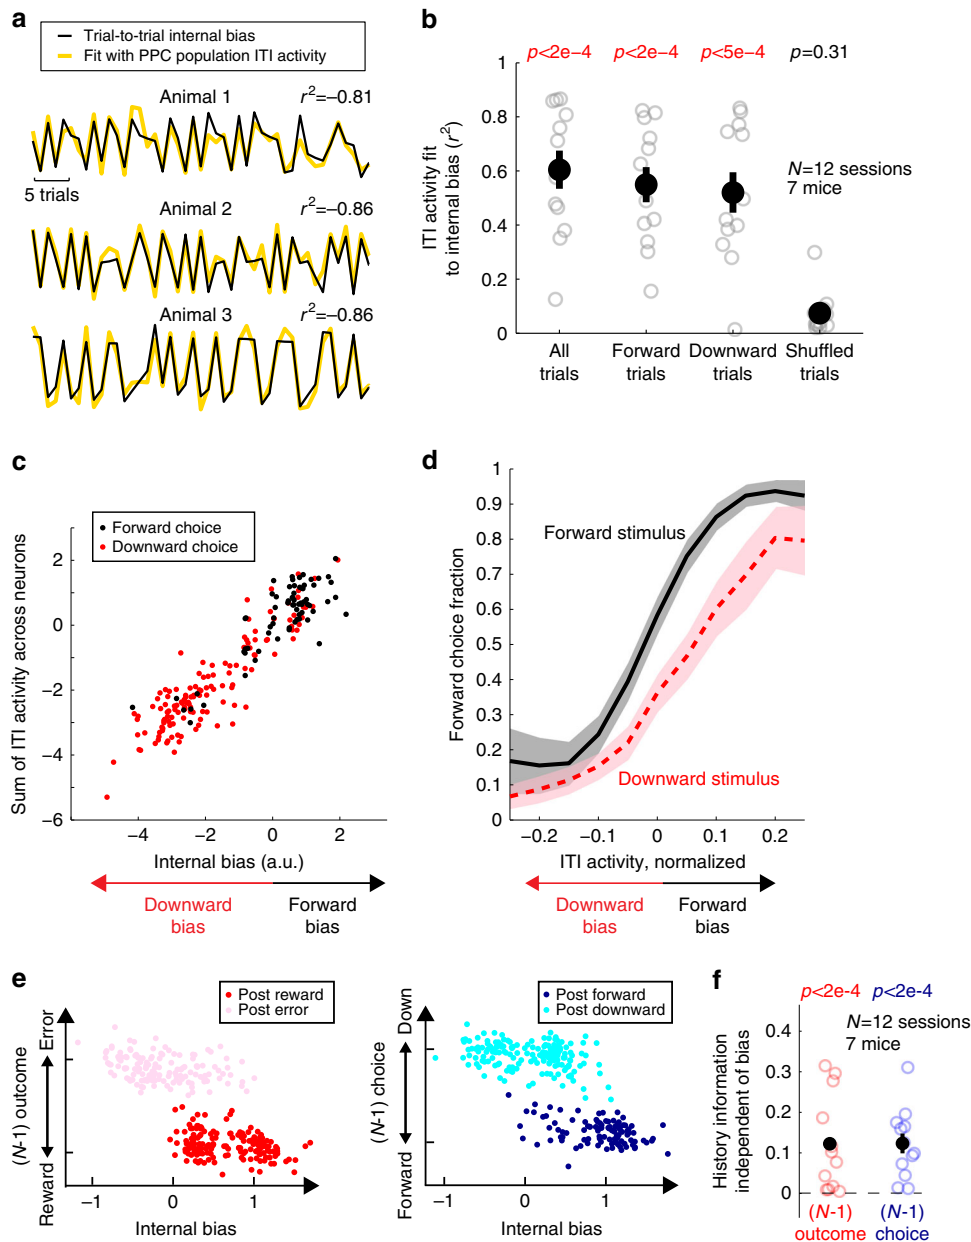 a
Trial-to-trial internal bias
Fit with PPC population ITI activity
Animal 1
r²=–0.81
5 trials
Animal 2
r²=–0.86
Animal 3
r²=–0.86
b
p<2e–4
p<2e–4
p<5e–4
p=0.31
ITI activity fit
to internal bias (r²)
1
0.8
0.6
0.4
0.2
0
N=12 sessions
7 mice
All
trials
Forward
trials
Downward
trials
Shuffled
trials
c
Forward choice
Downward choice
Sum of ITI activity across neurons
2
0
−2
−4
−6
−4
−2
0
2
Internal bias (a.u.)
Downward
bias
Forward
bias
d
Forward choice fraction
1
0.9
0.8
0.7
0.6
0.5
0.4
0.3
0.2
0.1
0
Forward stimulus
Downward stimulus
−0.2
−0.1
0
0.1
0.2
ITI activity, normalized
Downward
bias
Forward
bias
e
Post reward
Post error
(N-1) outcome
Error
Reward
−1
0
1
Internal bias
Post forward
Post downward
(N-1) choice
Down
Forward
−1
0
1
Internal bias
f
p<2e-4
p<2e-4
N=12 sessions
7 mice
History information
independent of bias
0.4
0.3
0.2
0.1
0
(N-1)
outcome
(N-1)
choice